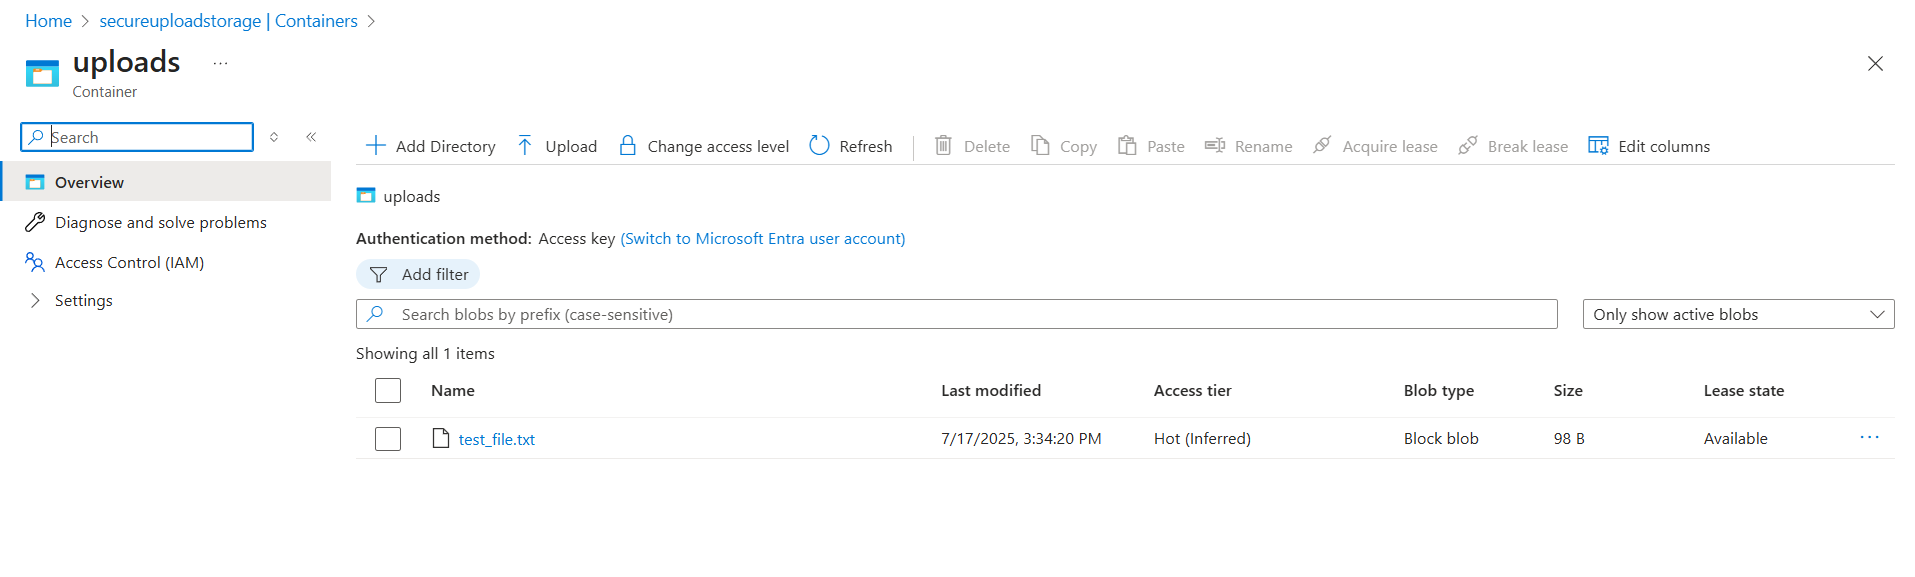 Home > secureuploadstorage | Containers >
uploads ...
Container
Search
Overview
Diagnose and solve problems
Access Control (IAM)
Settings
Add Directory Upload Change access level Refresh Delete Copy Paste Rename Acquire lease Break lease Edit columns
uploads
Authentication method: Access key (Switch to Microsoft Entra user account)
Add filter
Search blobs by prefix (case-sensitive) Only show active blobs
Showing all 1 items
Name Last modified Access tier Blob type Size Lease state
test_file.txt 7/17/2025, 3:34:20 PM Hot (Inferred) Block blob 98 B Available ...